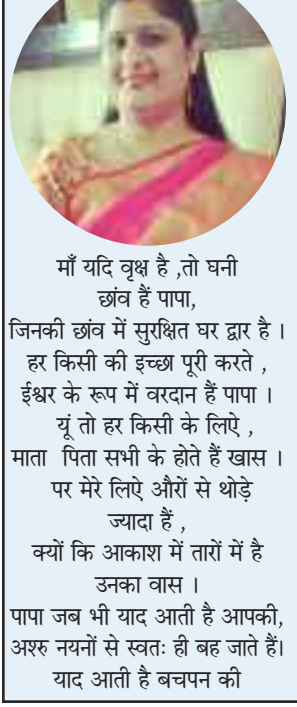 माँ यदि वृक्ष है ,तो घनी
छांव हैं पापा,
जिनकी छांव में सुरक्षित घर द्वार है ।
हर किसी की इच्छा पूरी करते ,
ईश्वर के रूप में वरदान हैं पापा ।
यूं तो हर किसी के लिऐ ,
माता  पिता सभी के होते हैं खास ।
पर मेरे लिऐ औरों से थोड़े
ज्यादा हैं ,
क्यों कि आकाश में तारों में है
उनका वास ।
पापा जब भी याद आती है आपकी,
अश्रु नयनों से स्वतः ही बह जाते हैं।
याद आती है बचपन की